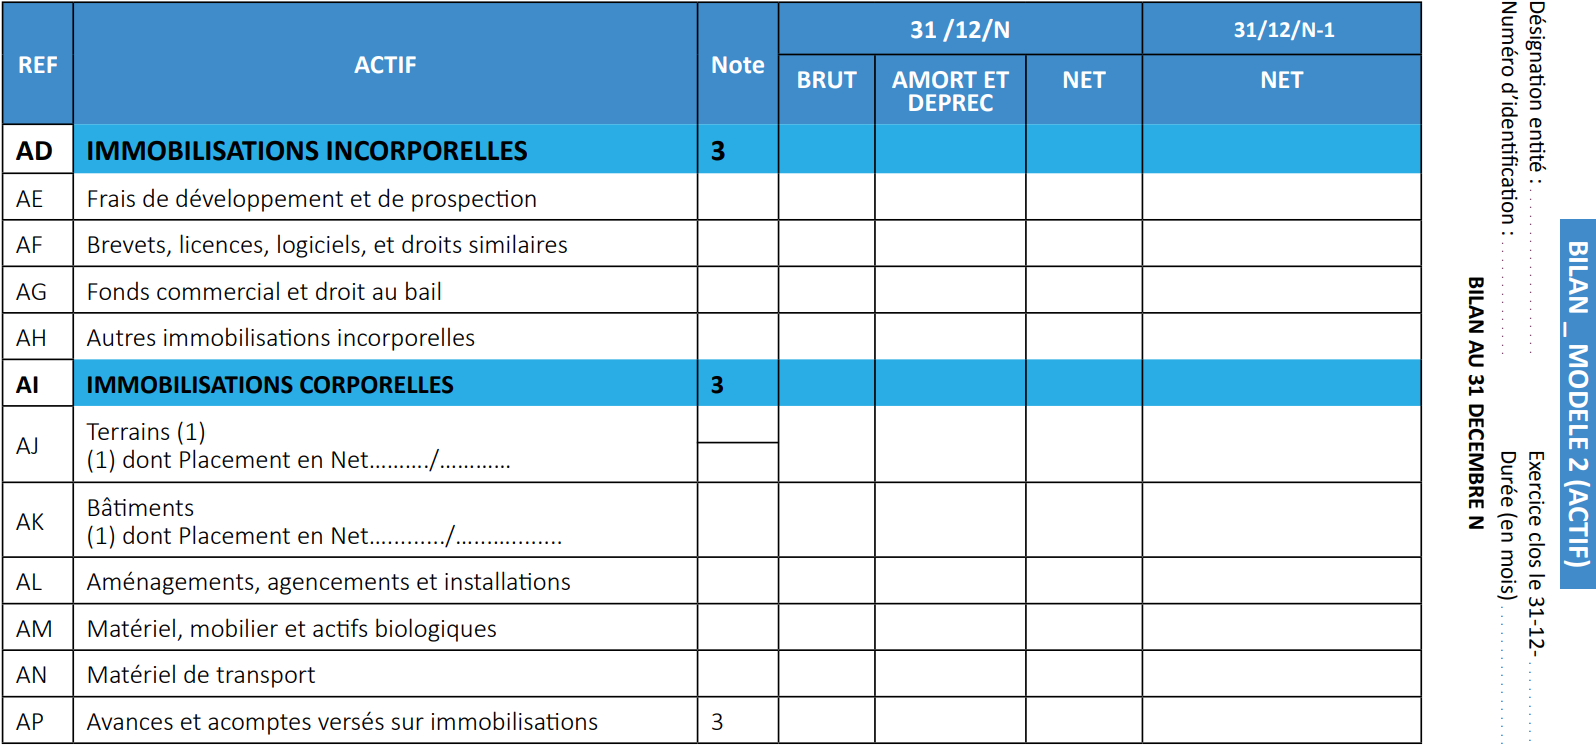 REF ACTIF Note 31 /12/N 31/12/N-1
BRUT AMORT ET DEPREC NET NET
AD IMMOBILISATIONS INCORPORELLES 3
AE Frais de développement et de prospection
AF Brevets, licences, logiciels, et droits similaires
AG Fonds commercial et droit au bail
AH Autres immobilisations incorporelles
AI IMMOBILISATIONS CORPORELLES 3
AJ Terrains (1)
(1) dont Placement en Net........../............
AK Bâtiments
(1) dont Placement en Net............/.................
AL Aménagements, agencements et installations
AM Matériel, mobilier et actifs biologiques
AN Matériel de transport
AP Avances et acomptes versés sur immobilisations 3
BILAN _ MODELE 2 (ACTIF)
Désignation entité : . . . . . . . . . . . . . . . . Exercice clos le 31-12- . . . . . . . .
Numéro d'identification : . . . . . . . . . . . Durée (en mois) . . . . . . . . . . . . . .
BILAN AU 31 DECEMBRE N